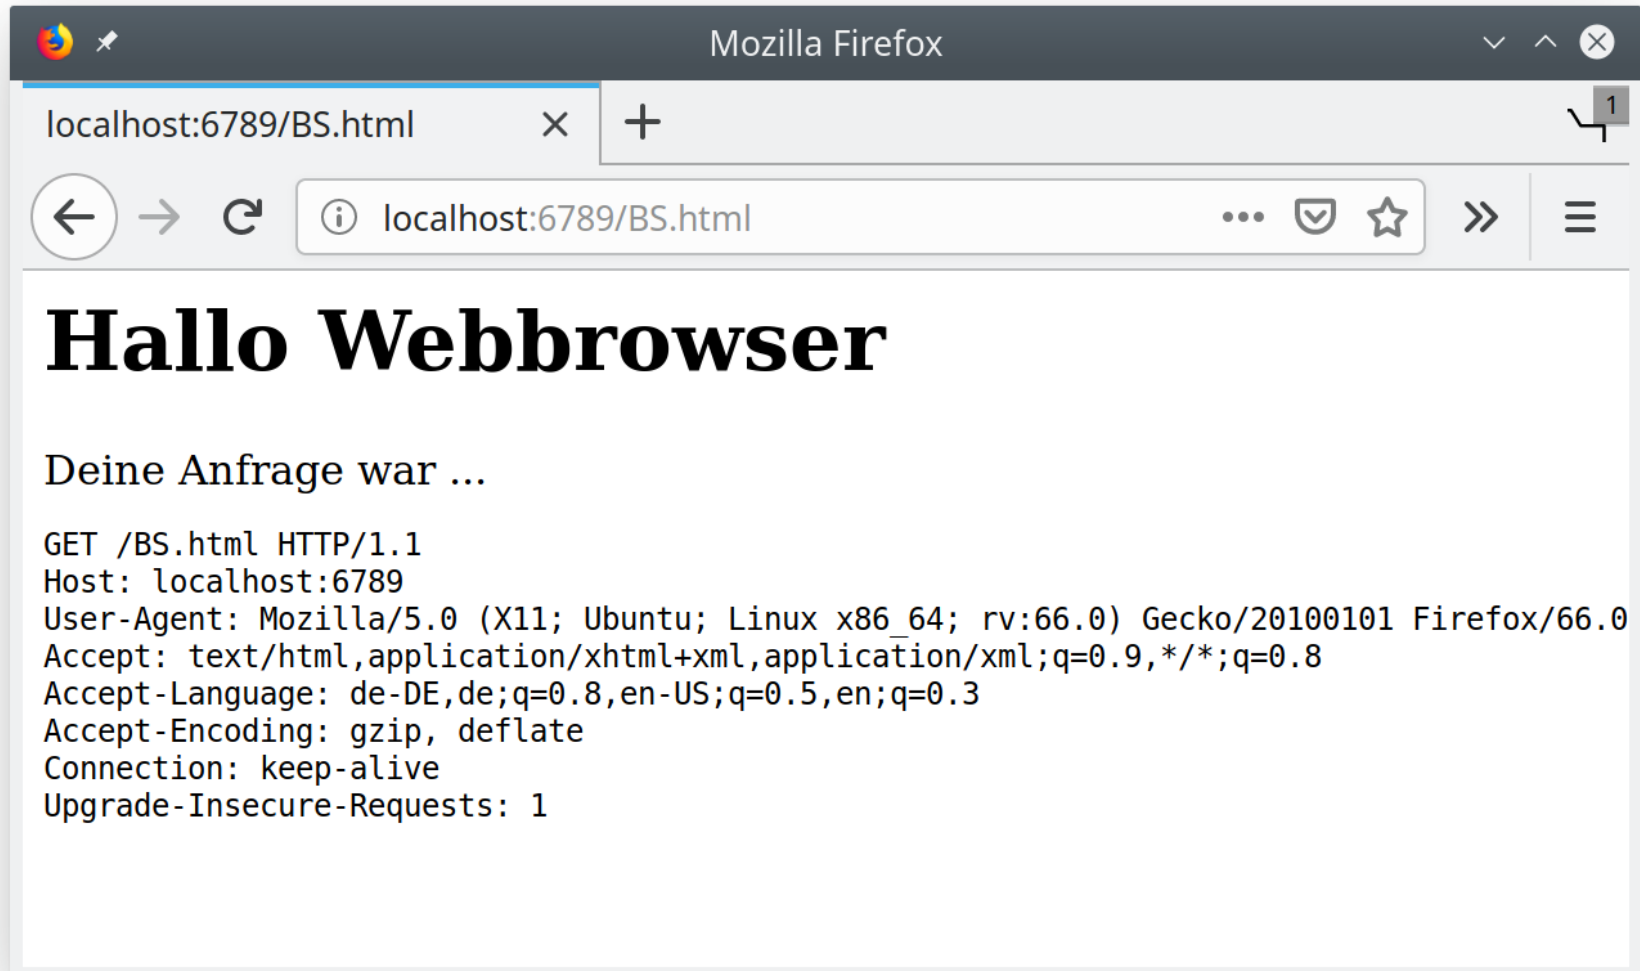 Mozilla Firefox
localhost:6789/BS.html
1
localhost:6789/BS.html
Hallo Webbrowser
Deine Anfrage war ...
GET /BS.html HTTP/1.1
Host: localhost:6789
User-Agent: Mozilla/5.0 (X11; Ubuntu; Linux x86_64; rv:66.0) Gecko/20100101 Firefox/66.0
Accept: text/html,application/xhtml+xml,application/xml;q=0.9,*/*;q=0.8
Accept-Language: de-DE,de;q=0.8,en-US;q=0.5,en;q=0.3
Accept-Encoding: gzip, deflate
Connection: keep-alive
Upgrade-Insecure-Requests: 1